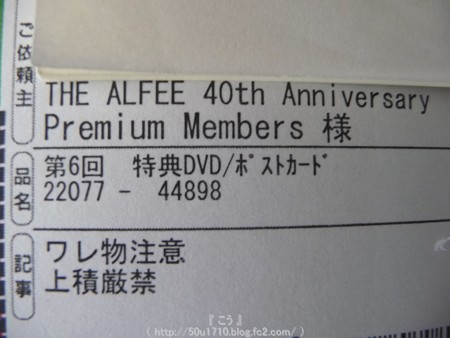 ご依頼主
THE ALFEE 40th Anniversary
Premium Members 様
品名
第6回 特典DVD/ﾎﾟｽﾄｶｰﾄﾞ
22077 - 44898
記事
ワレ物注意
上積厳禁
『こう』
( http://50u1710.blog.fc2.com/ )